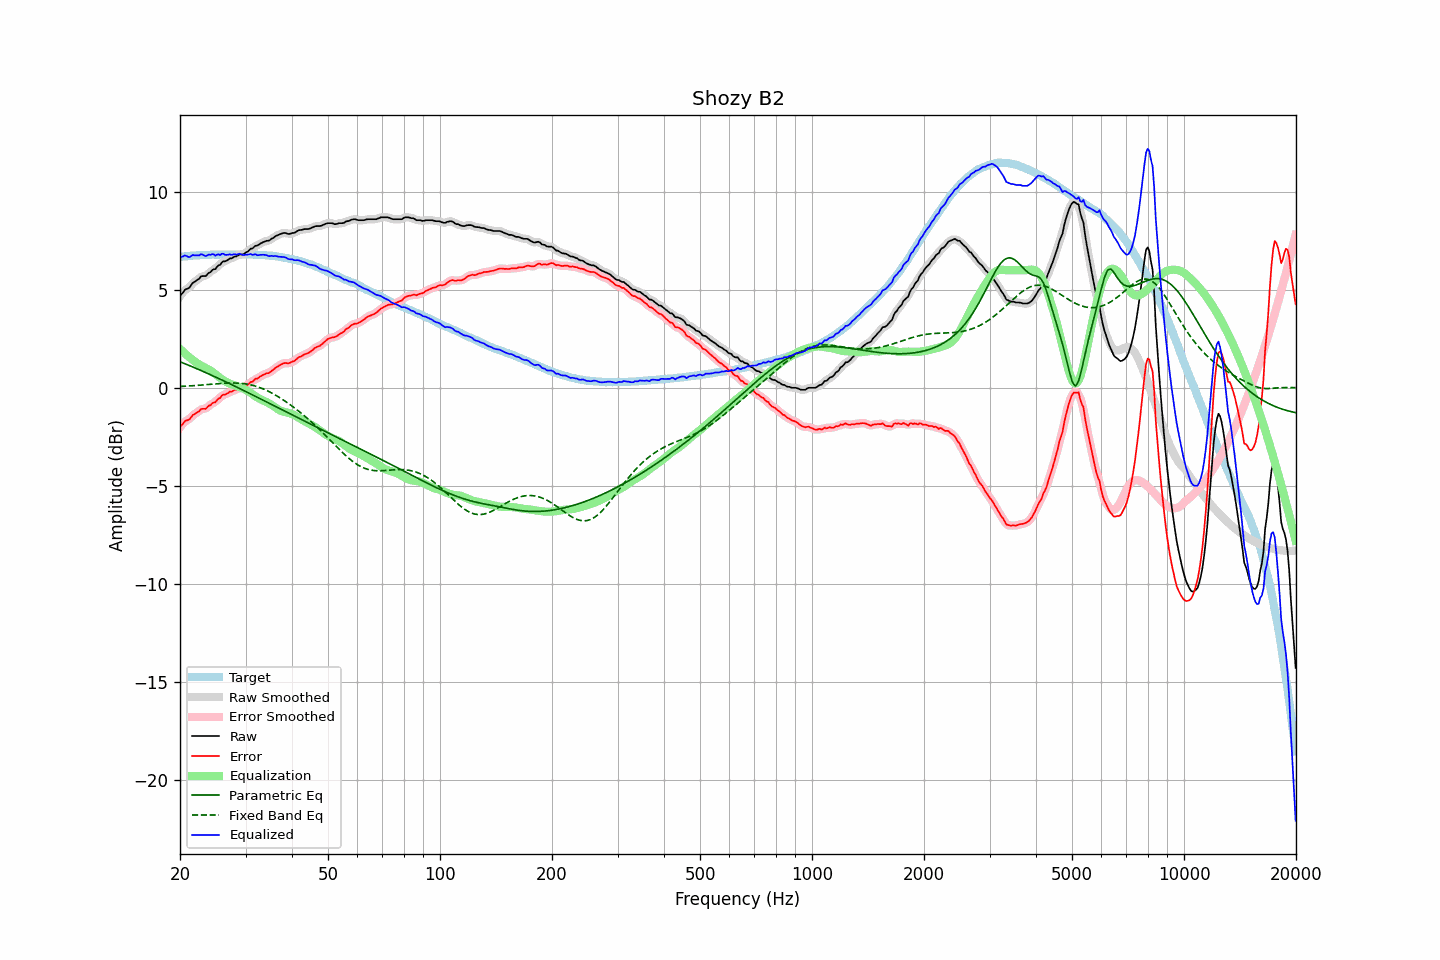 Shozy B2
Amplitude (dBr)
10
5
0
−5
−10
−15
−20
Target
Raw Smoothed
Error Smoothed
Raw
Error
Equalization
Parametric Eq
Fixed Band Eq
Equalized
20 50 100 200 500 1000 2000 5000 10000 20000
Frequency (Hz)